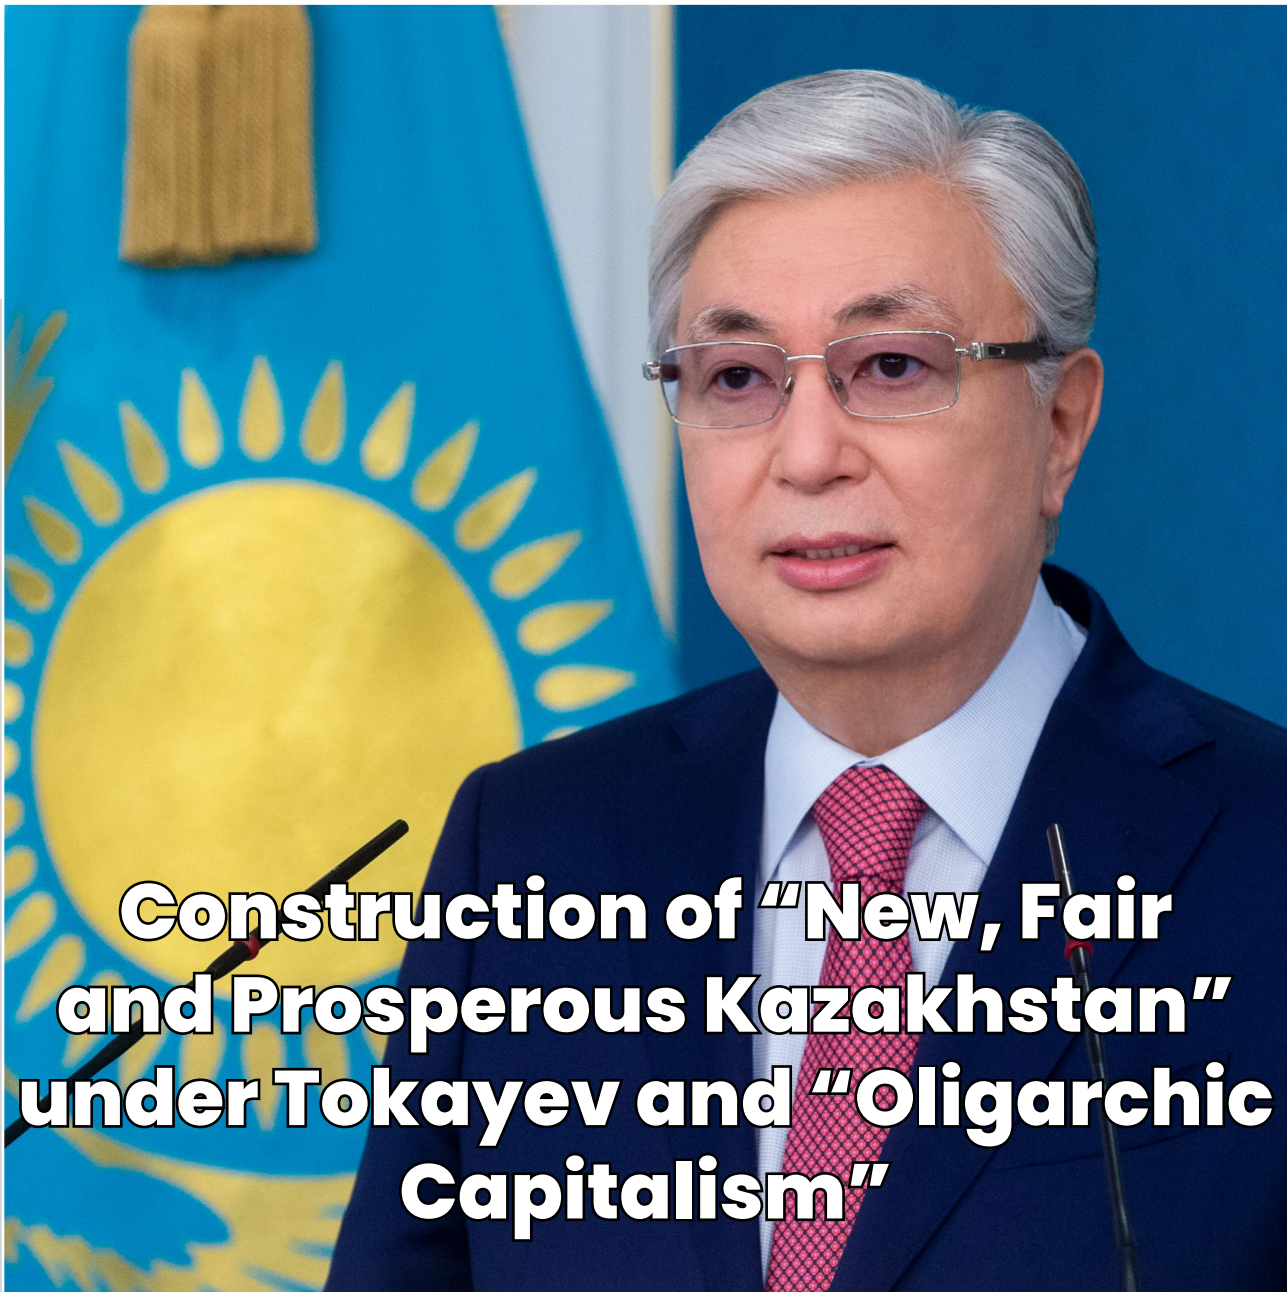 Construction of “New, Fair
and Prosperous Kazakhstan”
under Tokayev and “Oligarchic
Capitalism”